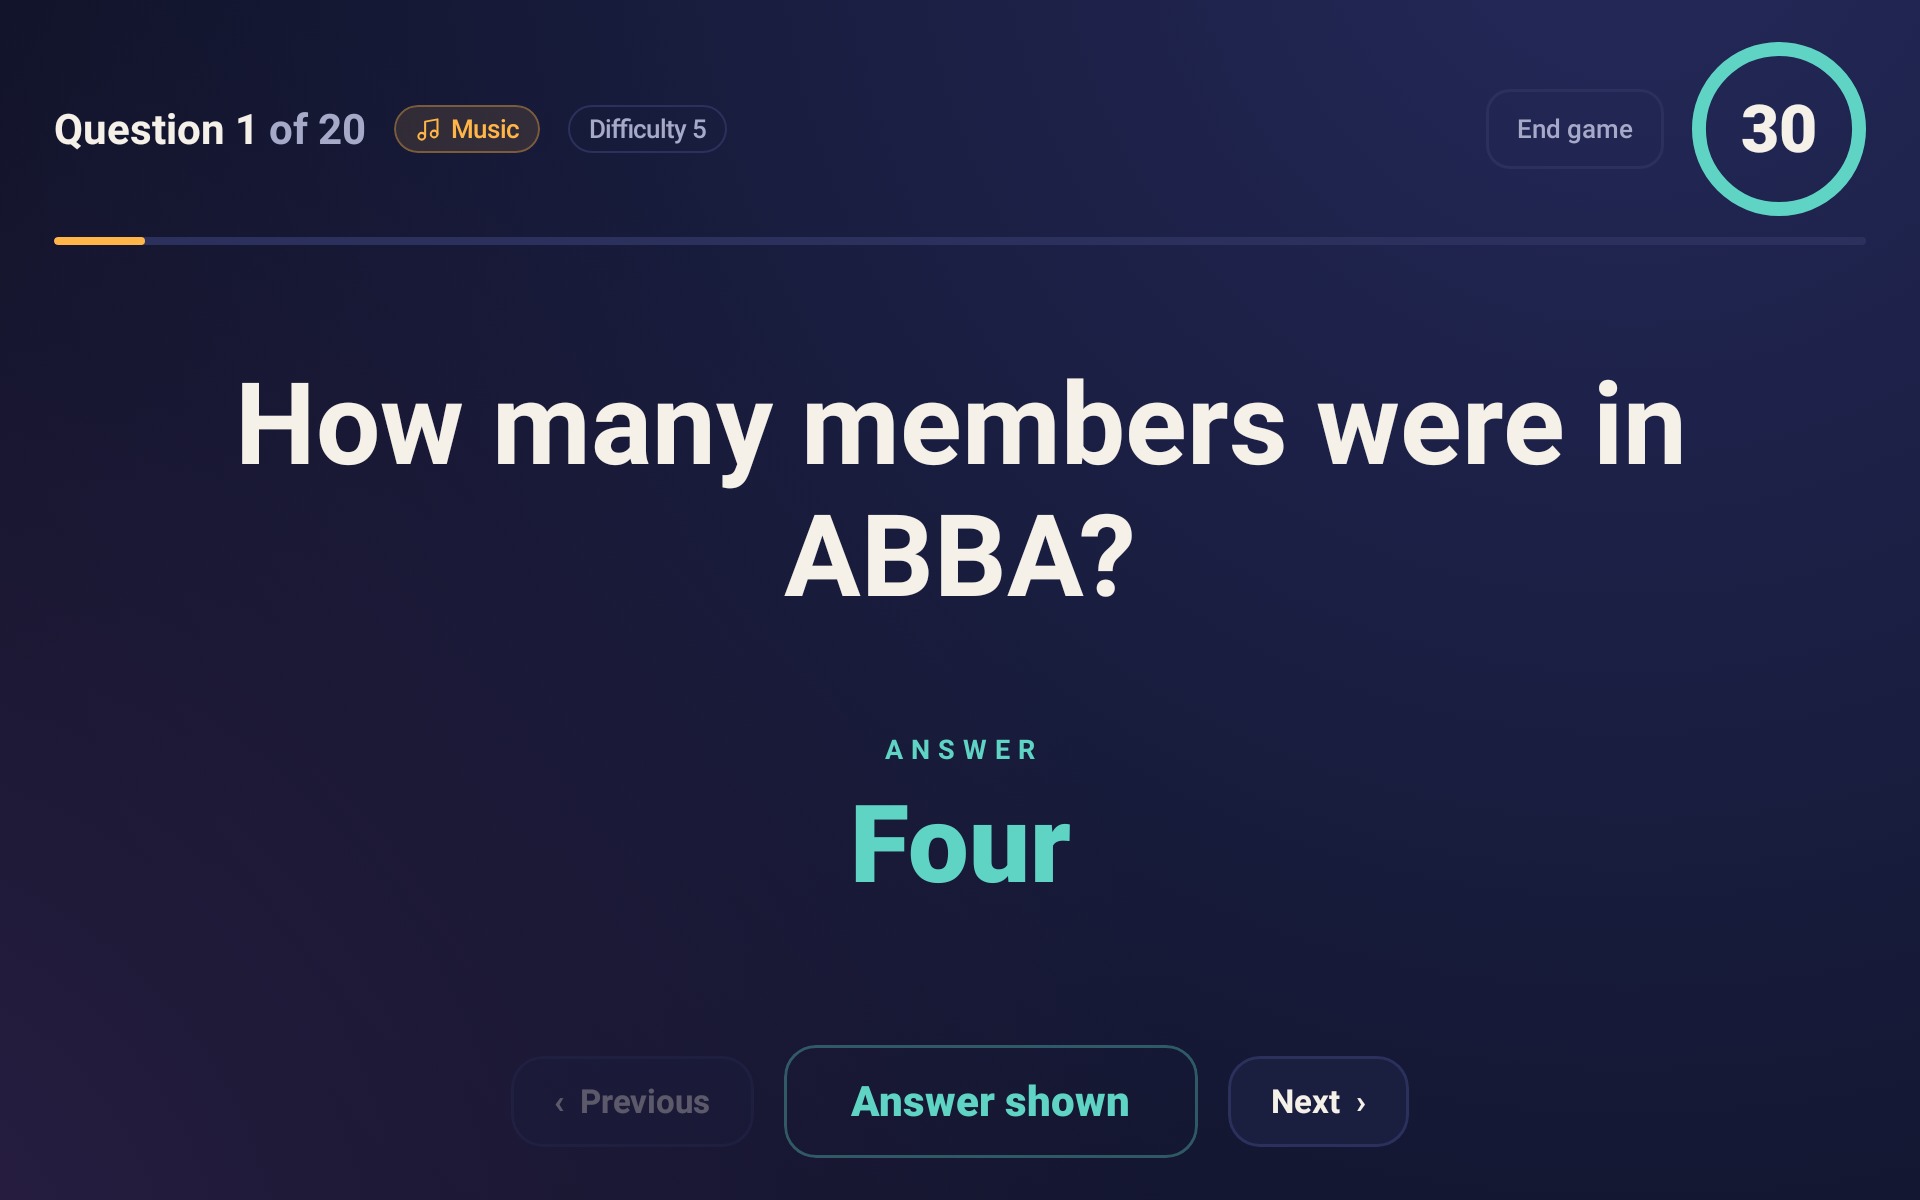 Question 1 of 20
Music
Difficulty 5
End game
30
How many members were in
ABBA?
ANSWER
Four
‹ Previous
Answer shown
Next ›